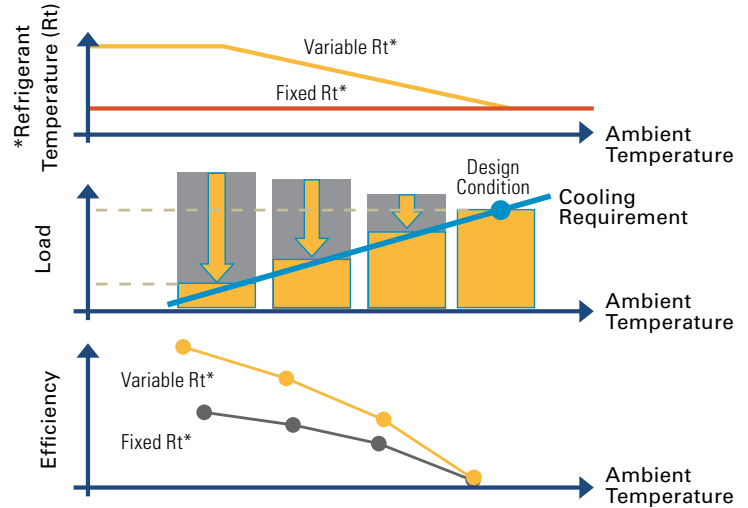 *Refrigerant
Temperature (Rt)
Variable Rt*
Fixed Rt*
Ambient
Temperature
Load
Design
Condition
Cooling
Requirement
Ambient
Temperature
Efficiency
Variable Rt*
Fixed Rt*
Ambient
Temperature